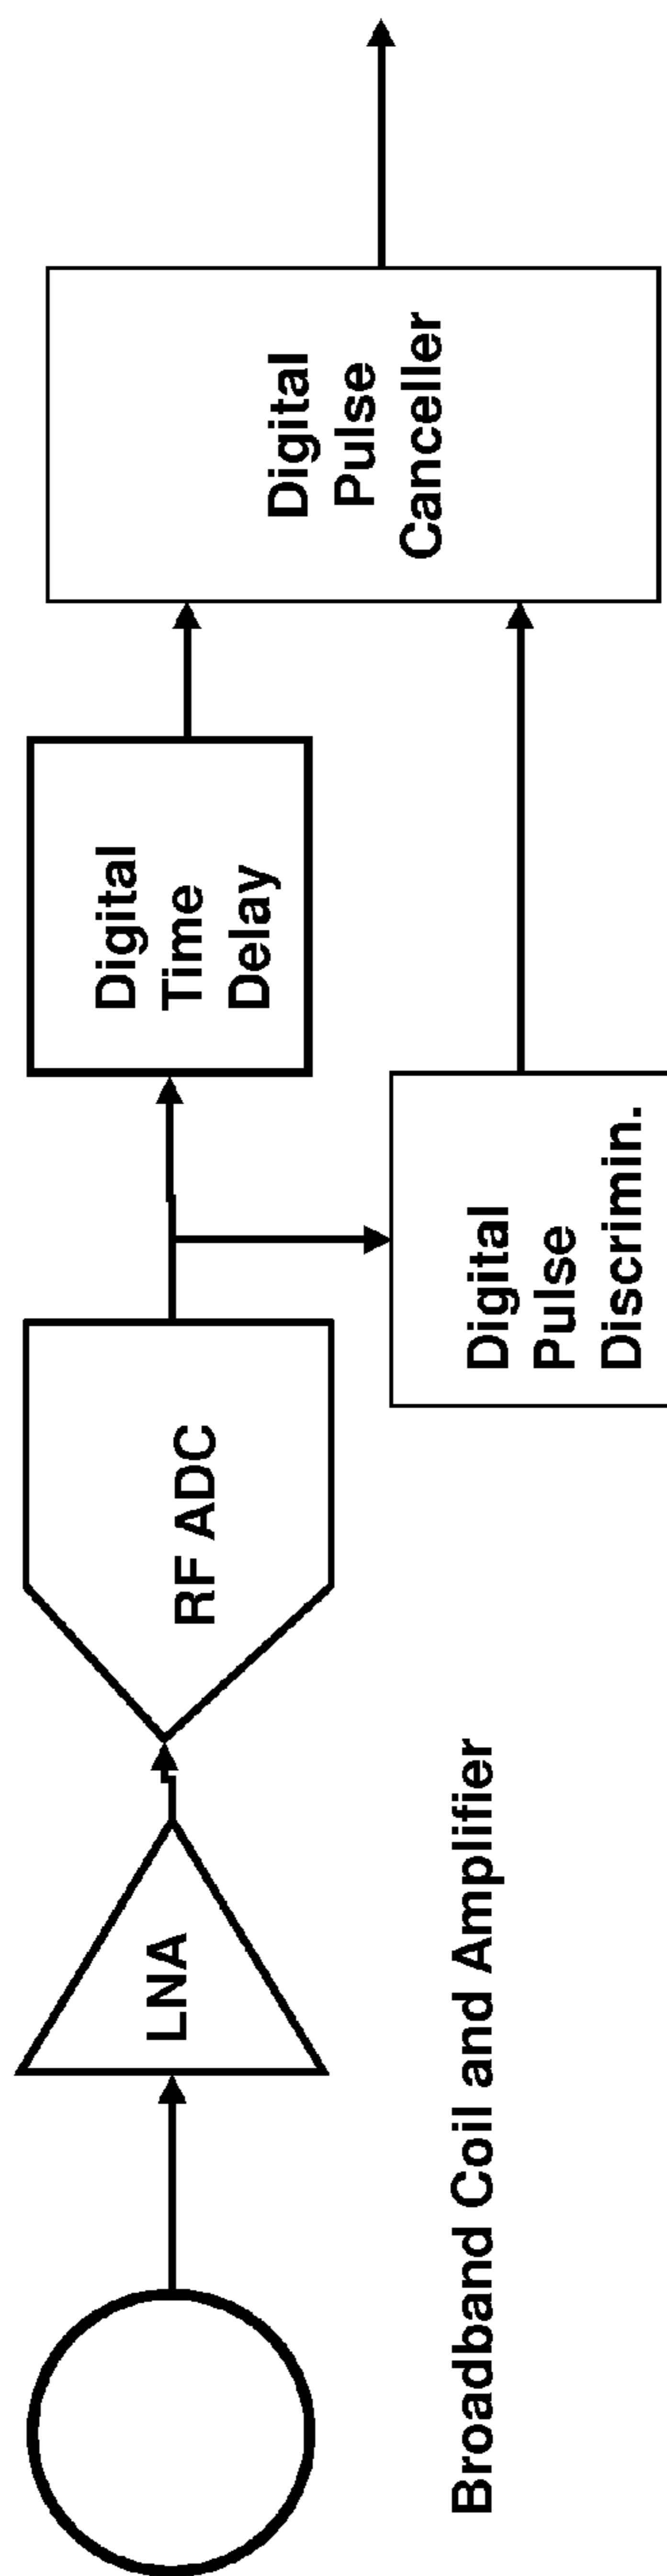 LNA
RF ADC
Digital
Time
Delay
Digital
Pulse
Canceller
Digital
Pulse
Discrimin.
Broadband Coil and Amplifier